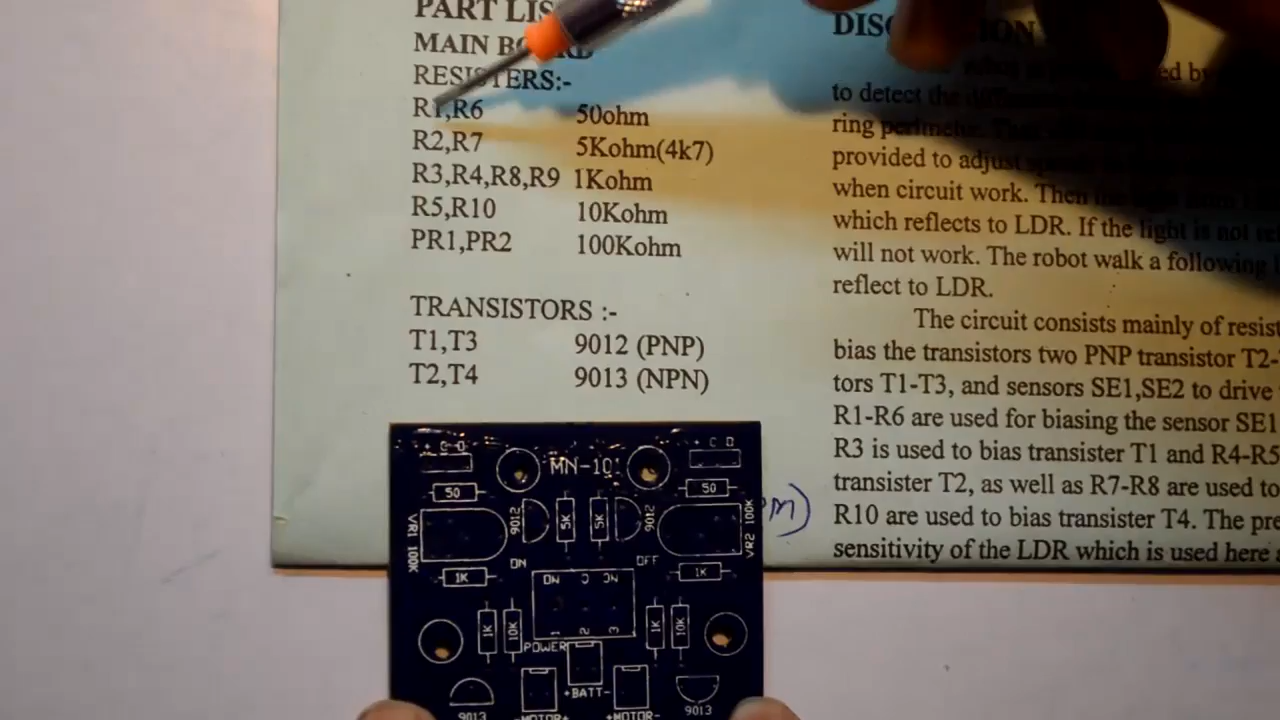 PART LIS
MAIN B
RESISTERS:-
R1,R6 50ohm
R2,R7 5Kohm(4k7)
R3,R4,R8,R9 1Kohm
R5,R10 10Kohm
PR1,PR2 100Kohm
TRANSISTORS :-
T1,T3 9012 (PNP)
T2,T4 9013 (NPN)
to detect the
ring perimeter.
provided to adjust
when circuit work. Then the
which reflects to LDR. If the light is not
will not work. The robot walk a following
reflect to LDR.
The circuit consists mainly of resist
bias the transistors two PNP transistor T2-
tors T1-T3, and sensors SE1,SE2 to drive
R1-R6 are used for biasing the sensor SE1
R3 is used to bias transister T1 and R4-R5
transister T2, as well as R7-R8 are used to
R10 are used to bias transister T4. The pre
sensitivity of the LDR which is used here
+ C D
MN-101
+ C D
50
50
VR1 100K
9012
5K
5K
9012
VR2 100K
ON
OFF
1K
1K
1K
10K
1
2
3
1K
10K
POWER
+BATT-
9013
-MOTOR+
+MOTOR-
9013